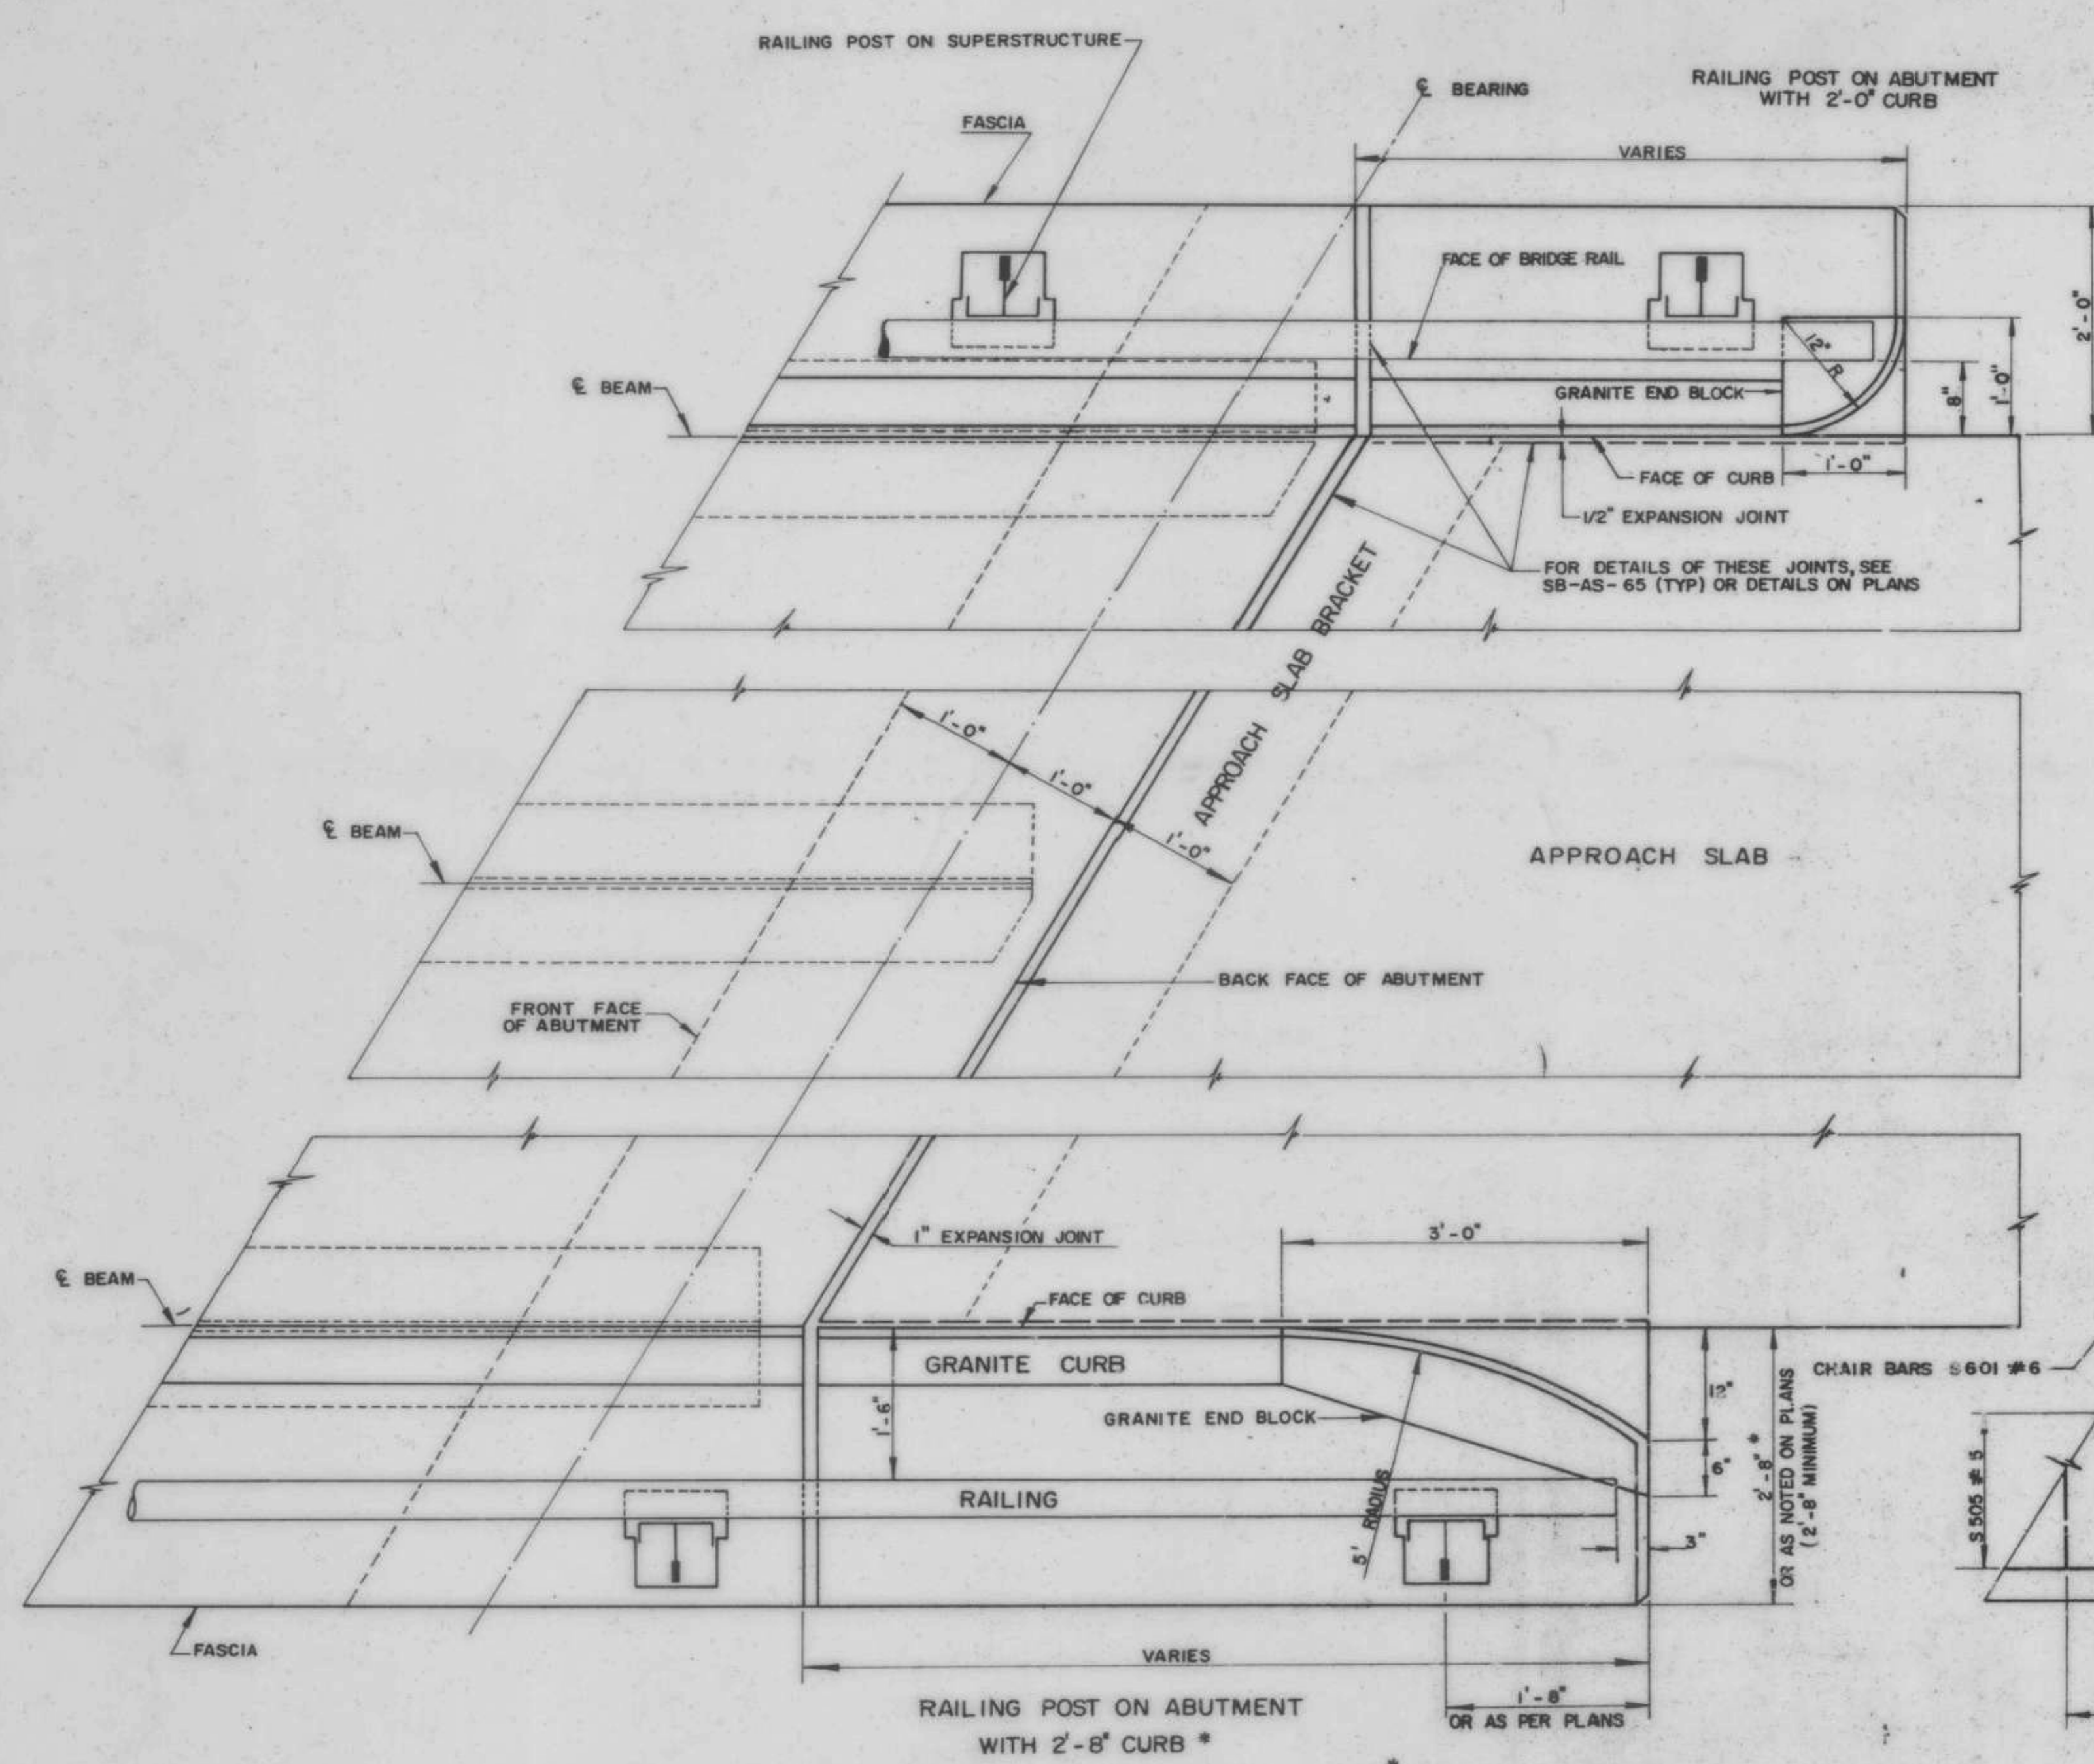 RAILING POST ON SUPERSTRUCTURE
℄ BEARING
RAILING POST ON ABUTMENT
WITH 2'-0" CURB
FASCIA
VARIES
FACE OF BRIDGE RAIL
2'-0"
12" R
℄ BEAM
GRANITE END BLOCK
8"
1'-0"
1'-0"
FACE OF CURB
1/2" EXPANSION JOINT
FOR DETAILS OF THESE JOINTS, SEE
SB-AS-65 (TYP) OR DETAILS ON PLANS
APPROACH SLAB BRACKET
1'-0"
1'-0"
1'-0"
℄ BEAM
APPROACH SLAB
BACK FACE OF ABUTMENT
FRONT FACE
OF ABUTMENT
1" EXPANSION JOINT
3'-0"
℄ BEAM
FACE OF CURB
GRANITE CURB
12"
CHAIR BARS S601 #6
1'-6"
GRANITE END BLOCK
6"
2'-8" *
OR AS NOTED ON PLANS
(2'-8" MINIMUM)
S505 #5
RAILING
5' RADIUS
3"
FASCIA
VARIES
1'-8"
OR AS PER PLANS
RAILING POST ON ABUTMENT
WITH 2'-8" CURB *
*